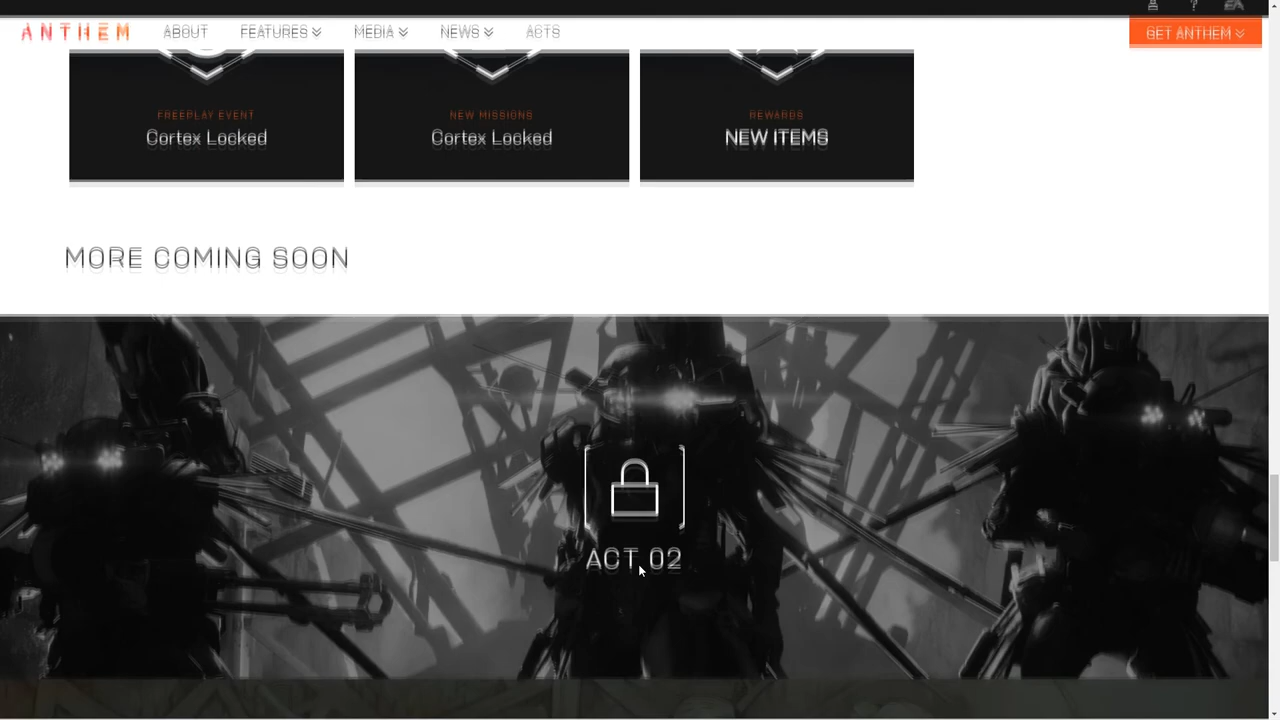 EA
ANTHEM ABOUT FEATURES MEDIA NEWS ACTS GET ANTHEM
FREEPLAY EVENT
Cortex Locked
NEW MISSIONS
Cortex Locked
REWARDS
NEW ITEMS
MORE COMING SOON
ACT 02